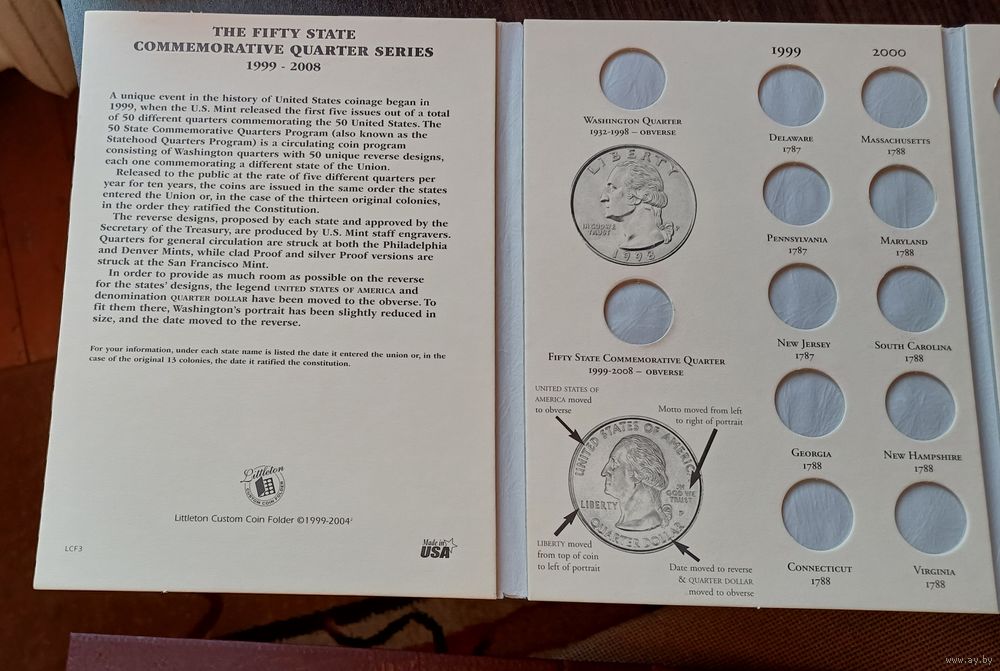 THE FIFTY STATE
COMMEMORATIVE QUARTER SERIES
1999 - 2008
A unique event in the history of United States coinage began in
1999, when the U.S. Mint released the first five issues out of a total
of 50 different quarters commemorating the 50 United States. The
50 State Commemorative Quarters Program (also known as the
Statehood Quarters Program) is a circulating coin program
consisting of Washington quarters with 50 unique reverse designs,
each one commemorating a different state of the Union.
Released to the public at the rate of five different quarters per
year for ten years, the coins are issued in the same order the states
entered the Union or, in the case of the thirteen original colonies,
in the order they ratified the Constitution.
The reverse designs, proposed by each state and approved by the
Secretary of the Treasury, are produced by U.S. Mint staff engravers.
Quarters for general circulation are struck at both the Philadelphia
and Denver Mints, while clad Proof and silver Proof versions are
struck at the San Francisco Mint.
In order to provide as much room as possible on the reverse
for the states' designs, the legend UNITED STATES OF AMERICA and
denomination QUARTER DOLLAR have been moved to the obverse. To
fit them there, Washington's portrait has been slightly reduced in
size, and the date moved to the reverse.
For your information, under each state name is listed the date it entered the union or, in the
case of the original 13 colonies, the date it ratified the constitution.
Littleton
CUSTOM COIN FOLDER
Littleton Custom Coin Folder ©1999-2004²
LCF3
Made in
USA
WASHINGTON QUARTER
1932-1998 – OBVERSE
LIBERTY
IN GOD WE
TRUST
P
1998
FIFTY STATE COMMEMORATIVE QUARTER
1999-2008 – OBVERSE
UNITED STATES OF
AMERICA moved
to obverse
Motto moved from left
to right of portrait
UNITED STATES OF AMERICA
LIBERTY
IN
GOD WE
TRUST
P
QUARTER DOLLAR
LIBERTY moved
from top of coin
to left of portrait
Date moved to reverse
& QUARTER DOLLAR
moved to obverse
1999
DELAWARE
1787
PENNSYLVANIA
1787
NEW JERSEY
1787
GEORGIA
1788
CONNECTICUT
1788
2000
MASSACHUSETTS
1788
MARYLAND
1788
SOUTH CAROLINA
1788
NEW HAMPSHIRE
1788
VIRGINIA
1788
www.ay.by